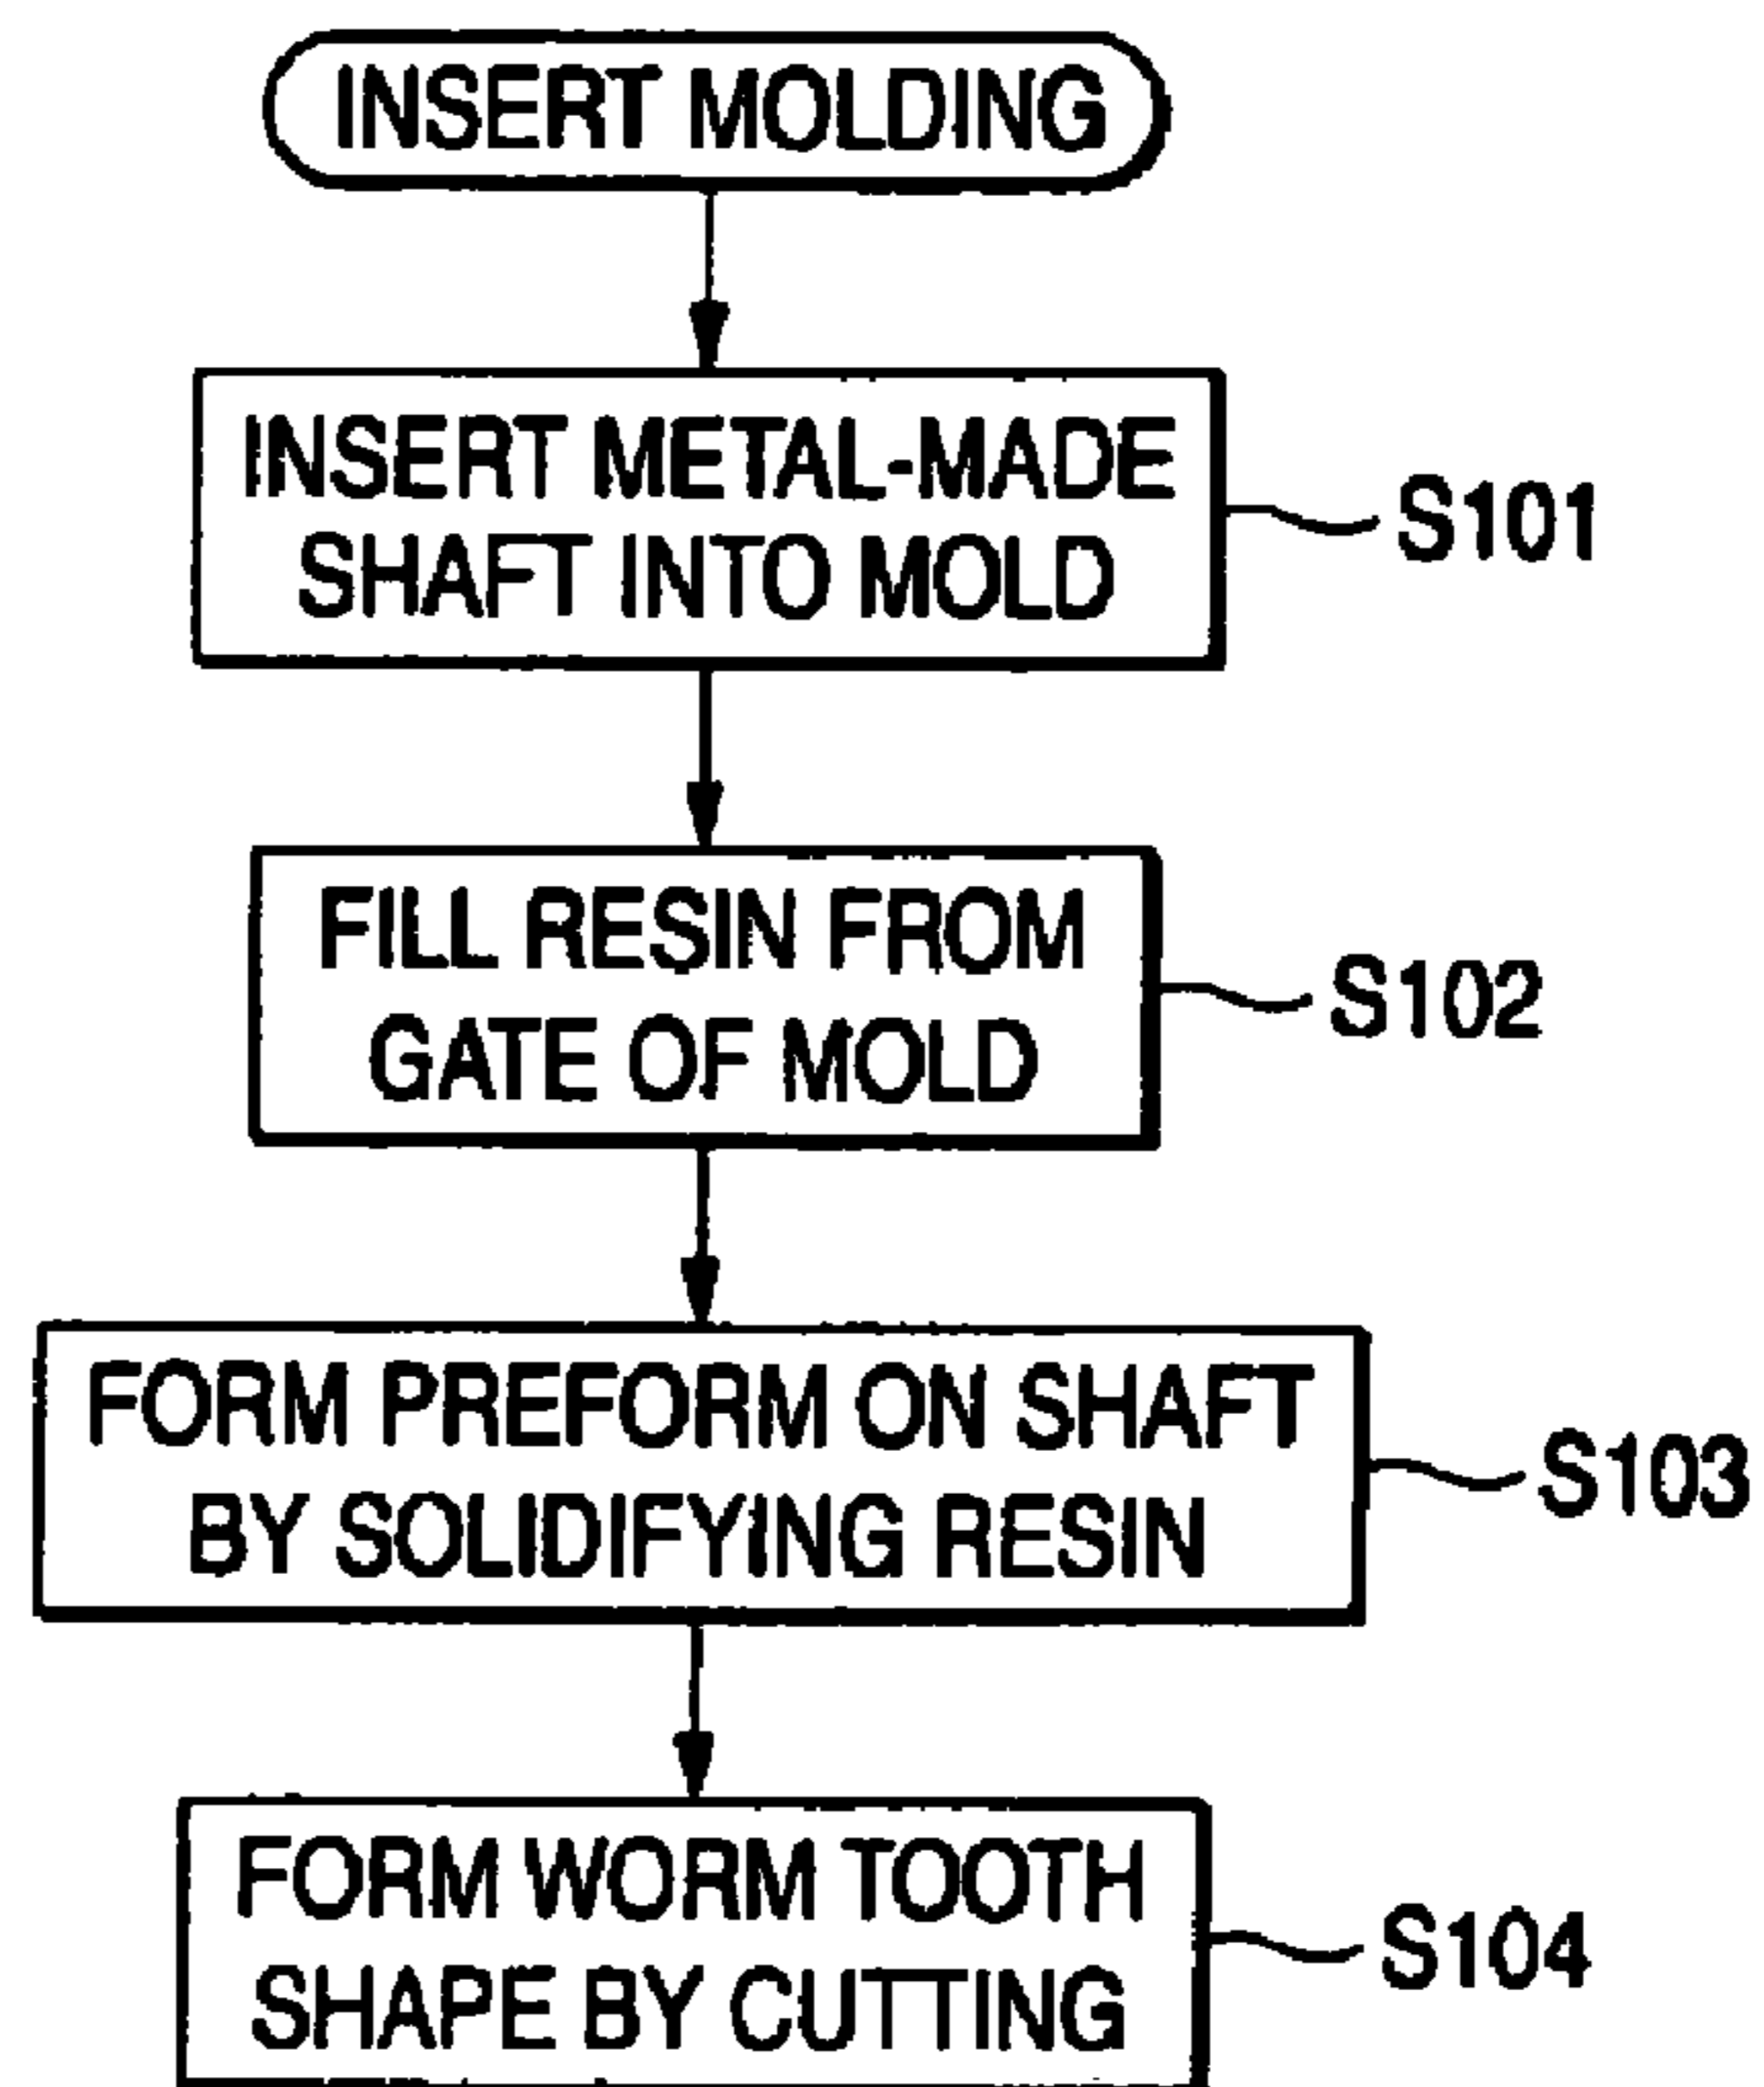 INSERT MOLDING
INSERT METAL-MADE
SHAFT INTO MOLD
S101
FILL RESIN FROM
GATE OF MOLD
S102
FORM PREFORM ON SHAFT
BY SOLIDIFYING RESIN
S103
FORM WORM TOOTH
SHAPE BY CUTTING
S104